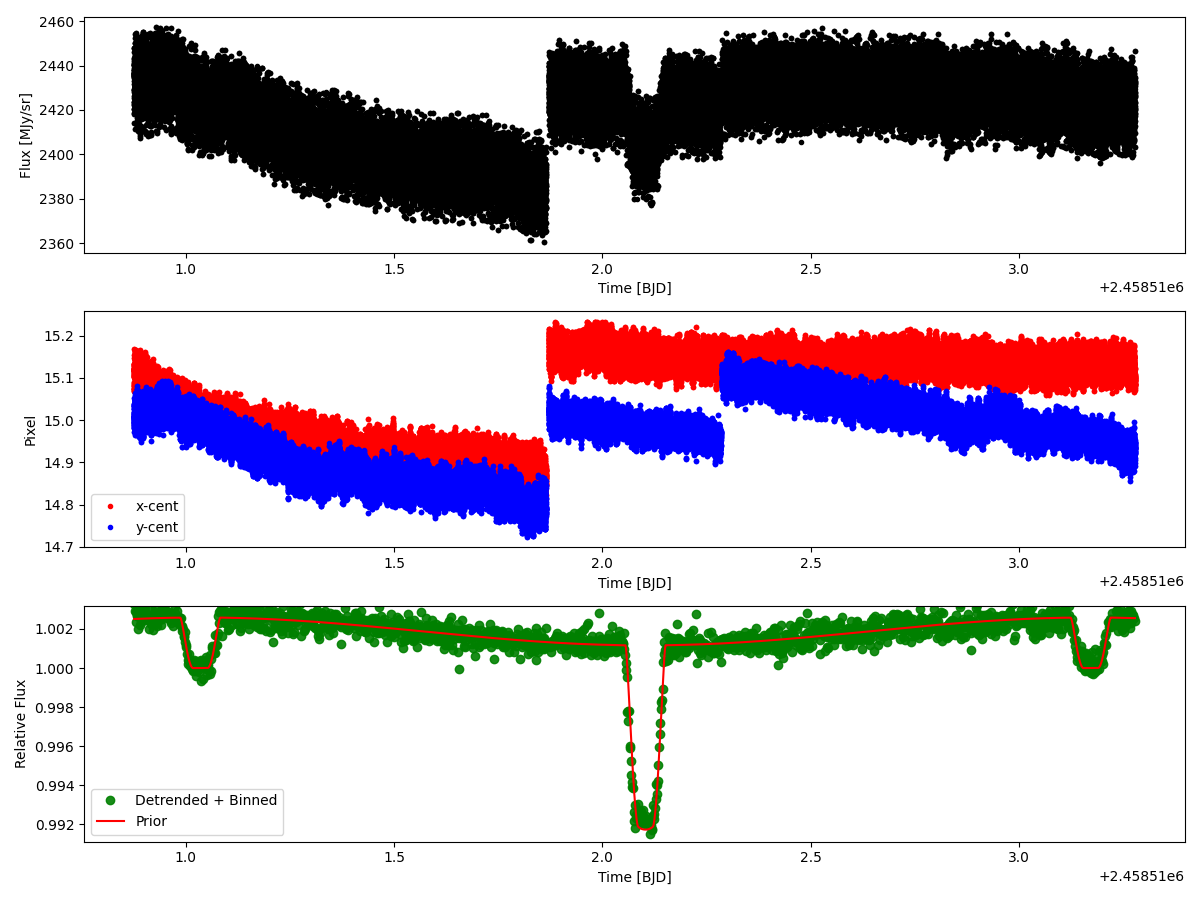 2460
2440
2420
2400
2380
2360
Flux [MJy/sr]
1.0 1.5 2.0 2.5 3.0
Time [BJD]
+2.45851e6
15.2
15.1
15.0
14.9
14.8
14.7
Pixel
x-cent
y-cent
1.0 1.5 2.0 2.5 3.0
Time [BJD]
+2.45851e6
1.002
1.000
0.998
0.996
0.994
0.992
Relative Flux
Detrended + Binned
Prior
1.0 1.5 2.0 2.5 3.0
Time [BJD]
+2.45851e6